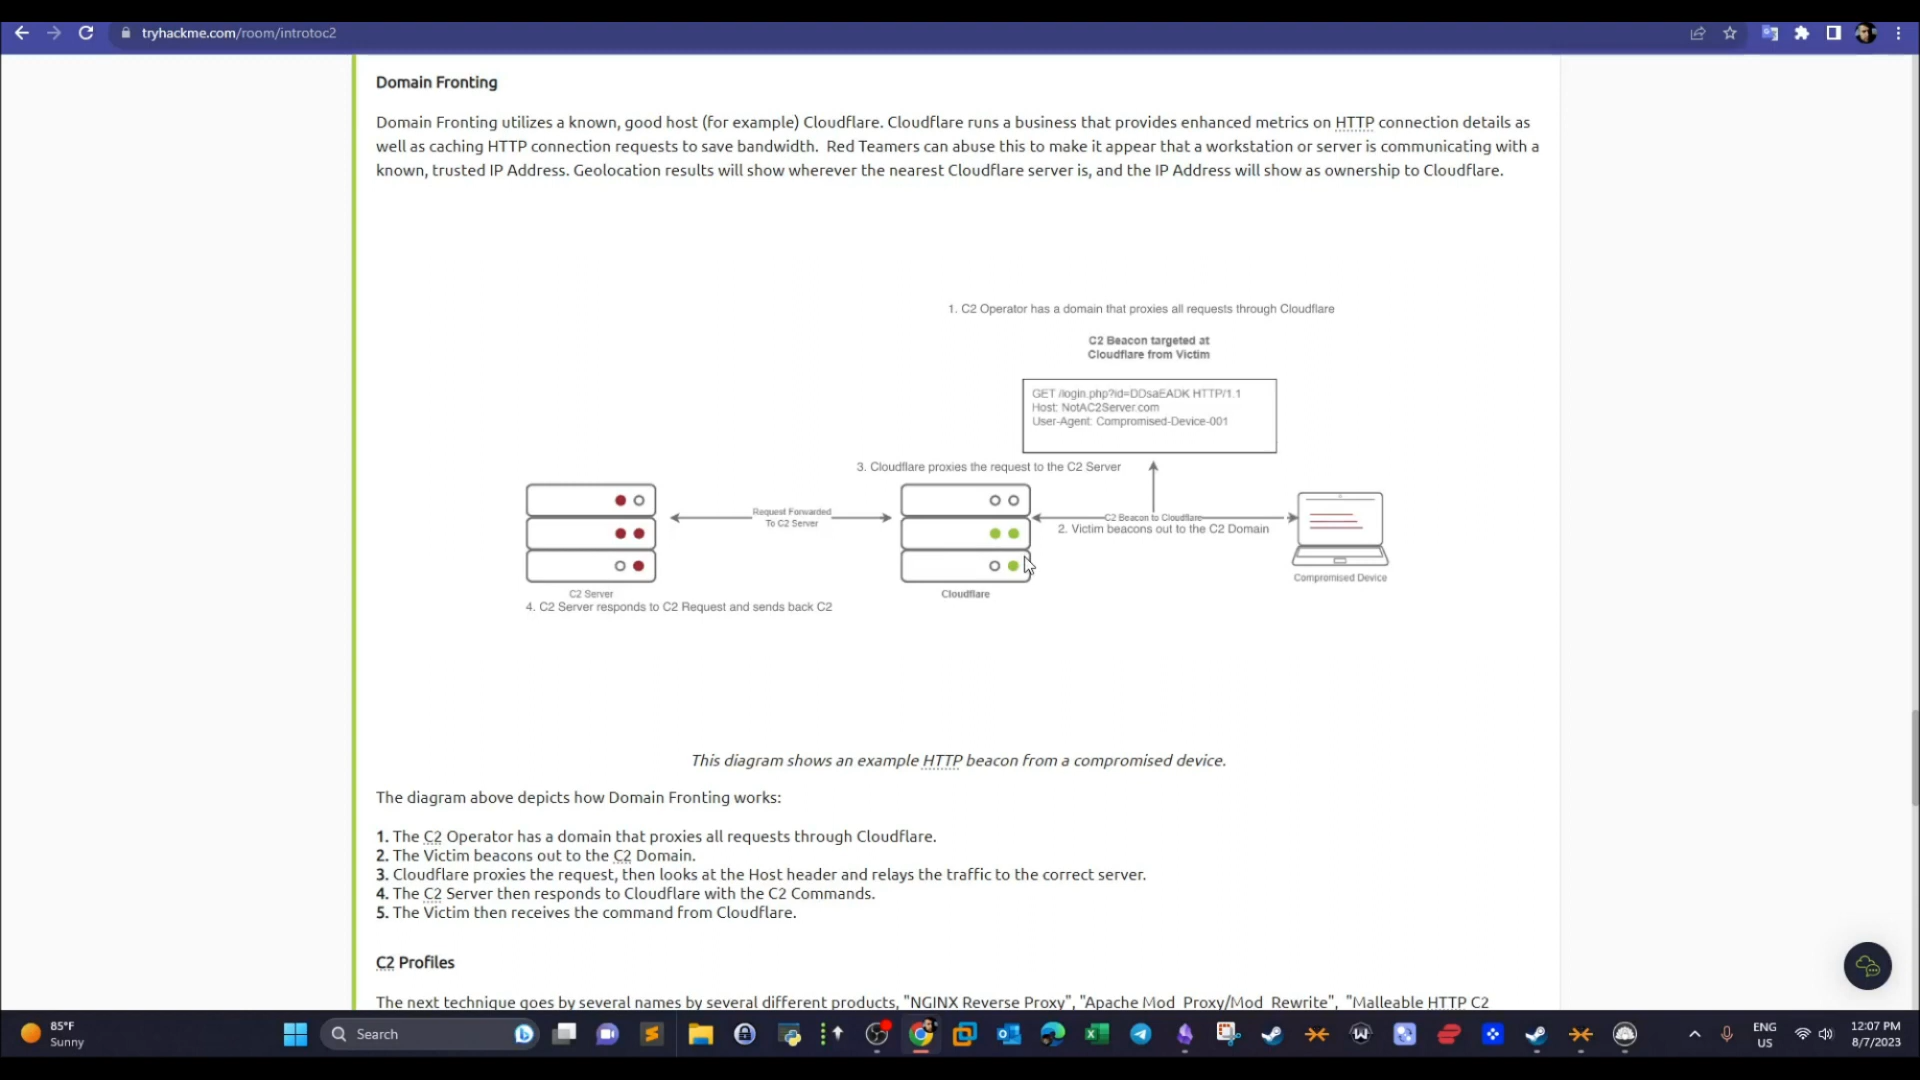 tryhackme.com/room/introtoc2
Domain Fronting
Domain Fronting utilizes a known, good host (for example) Cloudflare. Cloudflare runs a business that provides enhanced metrics on HTTP connection details as
well as caching HTTP connection requests to save bandwidth. Red Teamers can abuse this to make it appear that a workstation or server is communicating with a
known, trusted IP Address. Geolocation results will show wherever the nearest Cloudflare server is, and the IP Address will show as ownership to Cloudflare.
1. C2 Operator has a domain that proxies all requests through Cloudflare
C2 Beacon targeted at
Cloudflare from Victim
GET /login.php?id=DDsaEADK HTTP/1.1
Host: NotAC2Server.com
User-Agent: Compromised-Device-001
3. Cloudflare proxies the request to the C2 Server
Request Forwarded
To C2 Server
C2 Beacon to Cloudflare
2. Victim beacons out to the C2 Domain
Compromised Device
C2 Server
Cloudflare
4. C2 Server responds to C2 Request and sends back C2
This diagram shows an example HTTP beacon from a compromised device.
The diagram above depicts how Domain Fronting works:
1. The C2 Operator has a domain that proxies all requests through Cloudflare.
2. The Victim beacons out to the C2 Domain.
3. Cloudflare proxies the request, then looks at the Host header and relays the traffic to the correct server.
4. The C2 Server then responds to Cloudflare with the C2 Commands.
5. The Victim then receives the command from Cloudflare.
C2 Profiles
The next technique goes by several names by several different products, "NGINX Reverse Proxy", "Apache Mod_Proxy/Mod_Rewrite", "Malleable HTTP C2
85°F
Sunny
Search
ENG
US
12:07 PM
8/7/2023